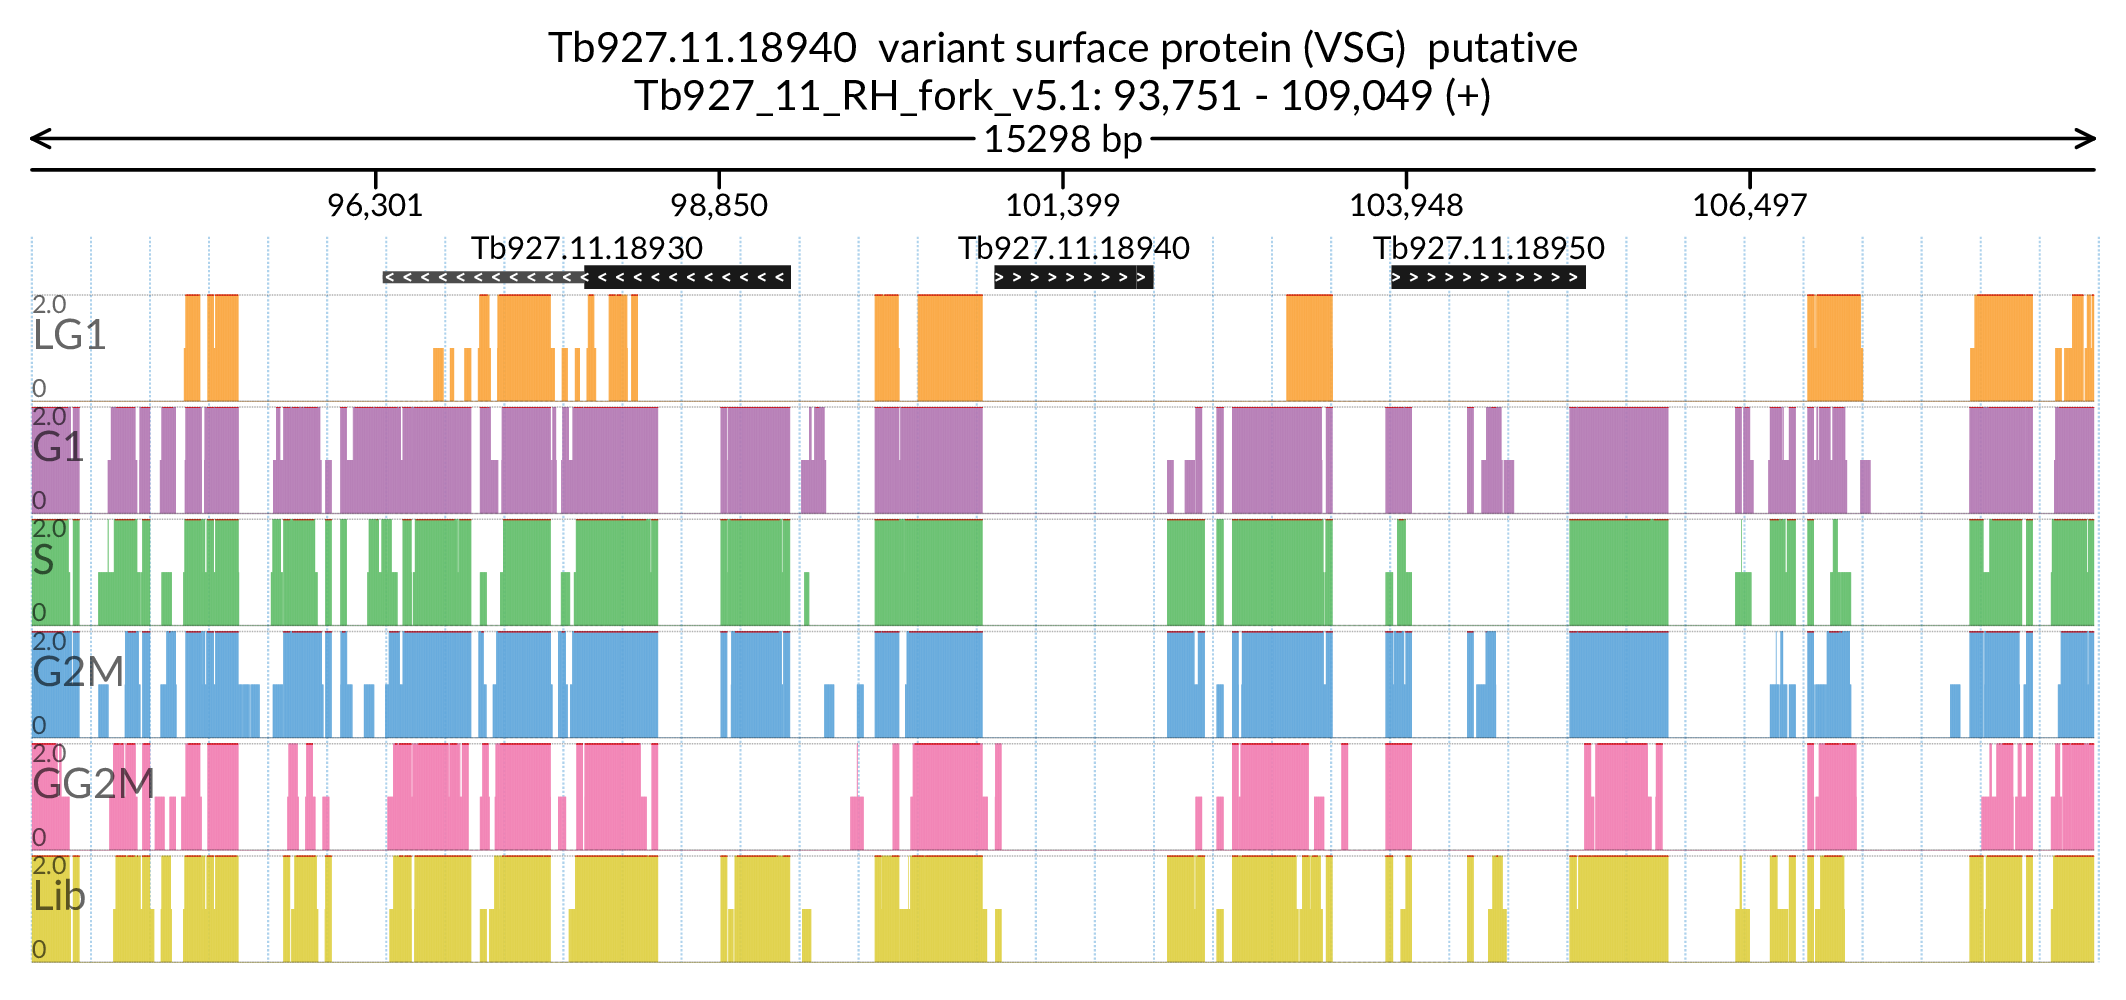 Tb927.11.18940  variant surface protein (VSG)  putative
Tb927_11_RH_fork_v5.1: 93,751 - 109,049 (+)
15298 bp
96,301 98,850 101,399 103,948 106,497
Tb927.11.18930 Tb927.11.18940 Tb927.11.18950
2.0
LG1
0
2.0
G1
0
2.0
S
0
2.0
G2M
0
2.0
GG2M
0
2.0
Lib
0